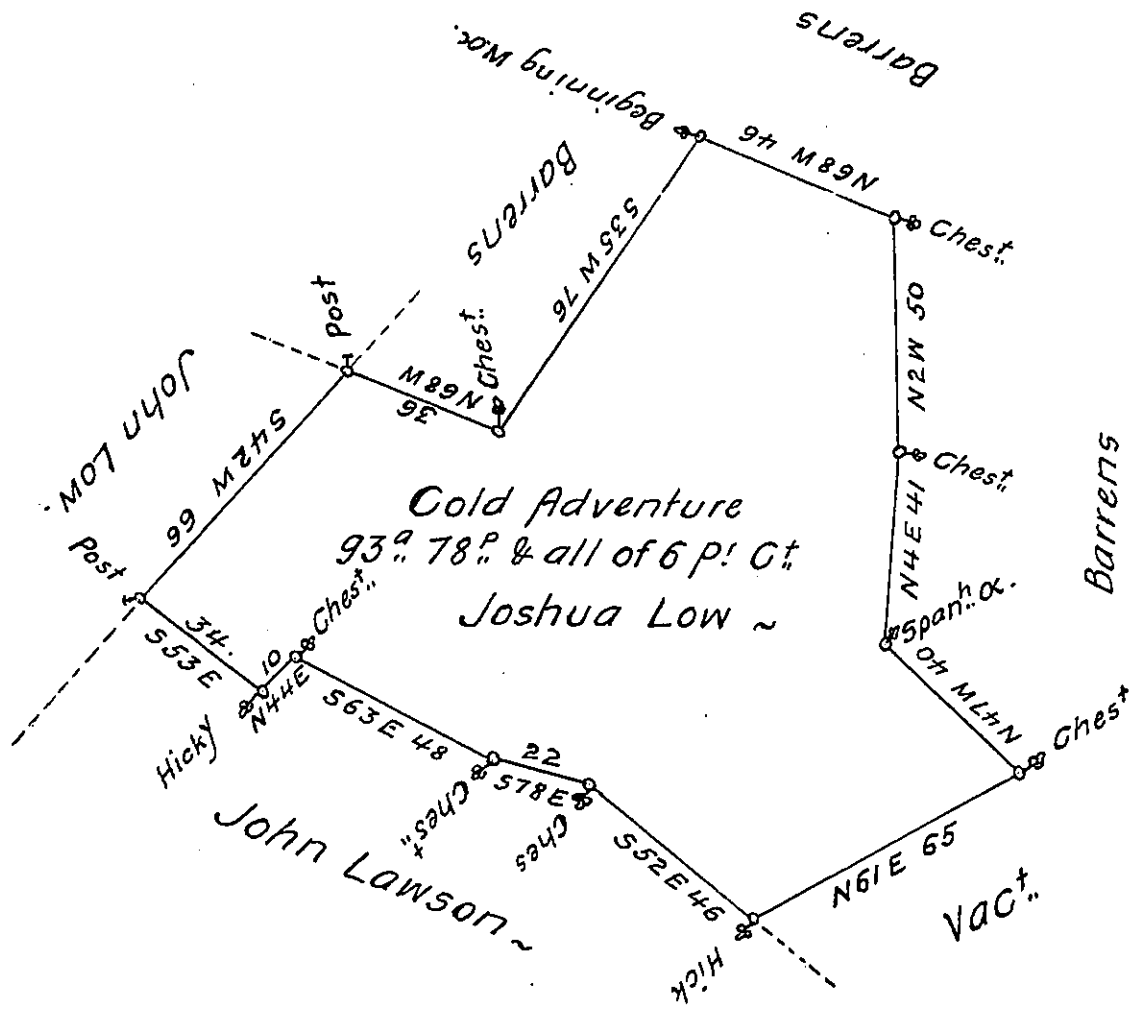 Barrens
Beginning W.oα.
N68W 46
Chest
Barrens
S35W 76
Post
Chest
N68W
36
N2W 50
John Low.
S42W 66
Chest
N4E 41
Barrens
Cold Adventure
93a 78p & all of 6 p! Ct
Joshua Low ~
Post
34.
S53E
Hicky
10
N44E
Chest
S63E 48
Chest
22
S78E
Ches
Spanh α.
N47W 40
Chest
S52E 46
N61E 65
Hick
Vact
John Lawson ~